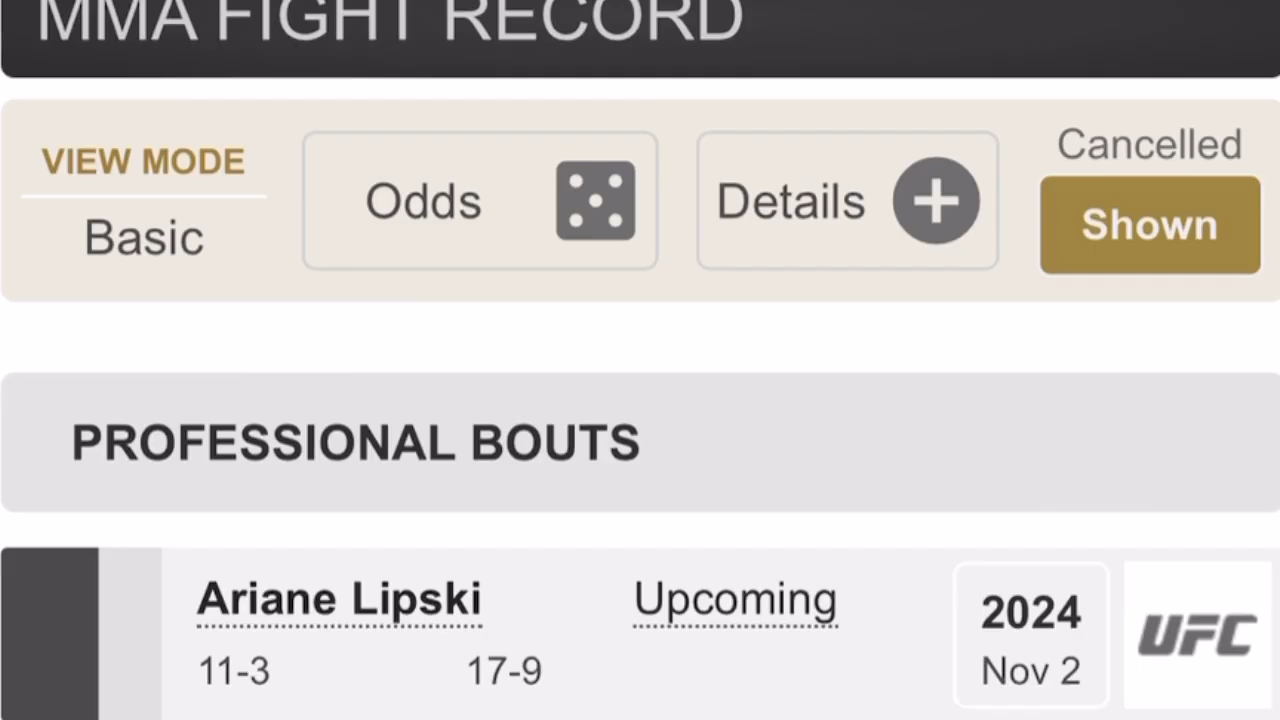 MMA FIGHT RECORD
VIEW MODE
Basic
Odds
Details
Cancelled
Shown
PROFESSIONAL BOUTS
Ariane Lipski
Upcoming
11-3
17-9
2024
Nov 2
UFC